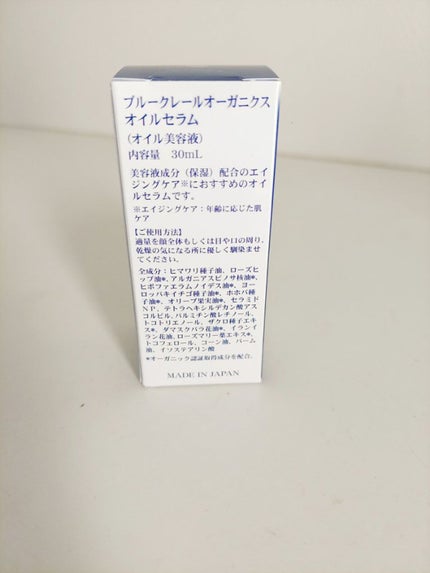 ブルークレールオーガニクス
オイルセラム
(オイル美容液)
内容量 30mL
美容液成分(保湿)配合のエイ
ジングケア※におすすめのオイ
ルセラムです。
※エイジングケア:年齢に応じた肌
ケア
【ご使用方法】
適量を顔全体もしくは目や口の周り、
乾燥の気になる所に優しく馴染ませ
てください。
全成分:ヒマワリ種子油、ローズヒ
ップ油*、アルガニアスピノサ核油*、
ヒポファエラムノイデス油*、ヨー
ロッパキイチゴ種子油*、ホホバ種
子油*、オリーブ果実油*、セラミド
NP、テトラヘキシルデカン酸アス
コルビル、パルミチン酸レチノール、
トコトリエノール、ザクロ種子エキ
ス*、ダマスクバラ花油*、イランイ
ラン花油、ローズマリー葉エキス*、
トコフェロール、コーン油、パーム
油、イソステアリン酸
*オーガニック認証取得成分を配合。
MADE IN JAPAN